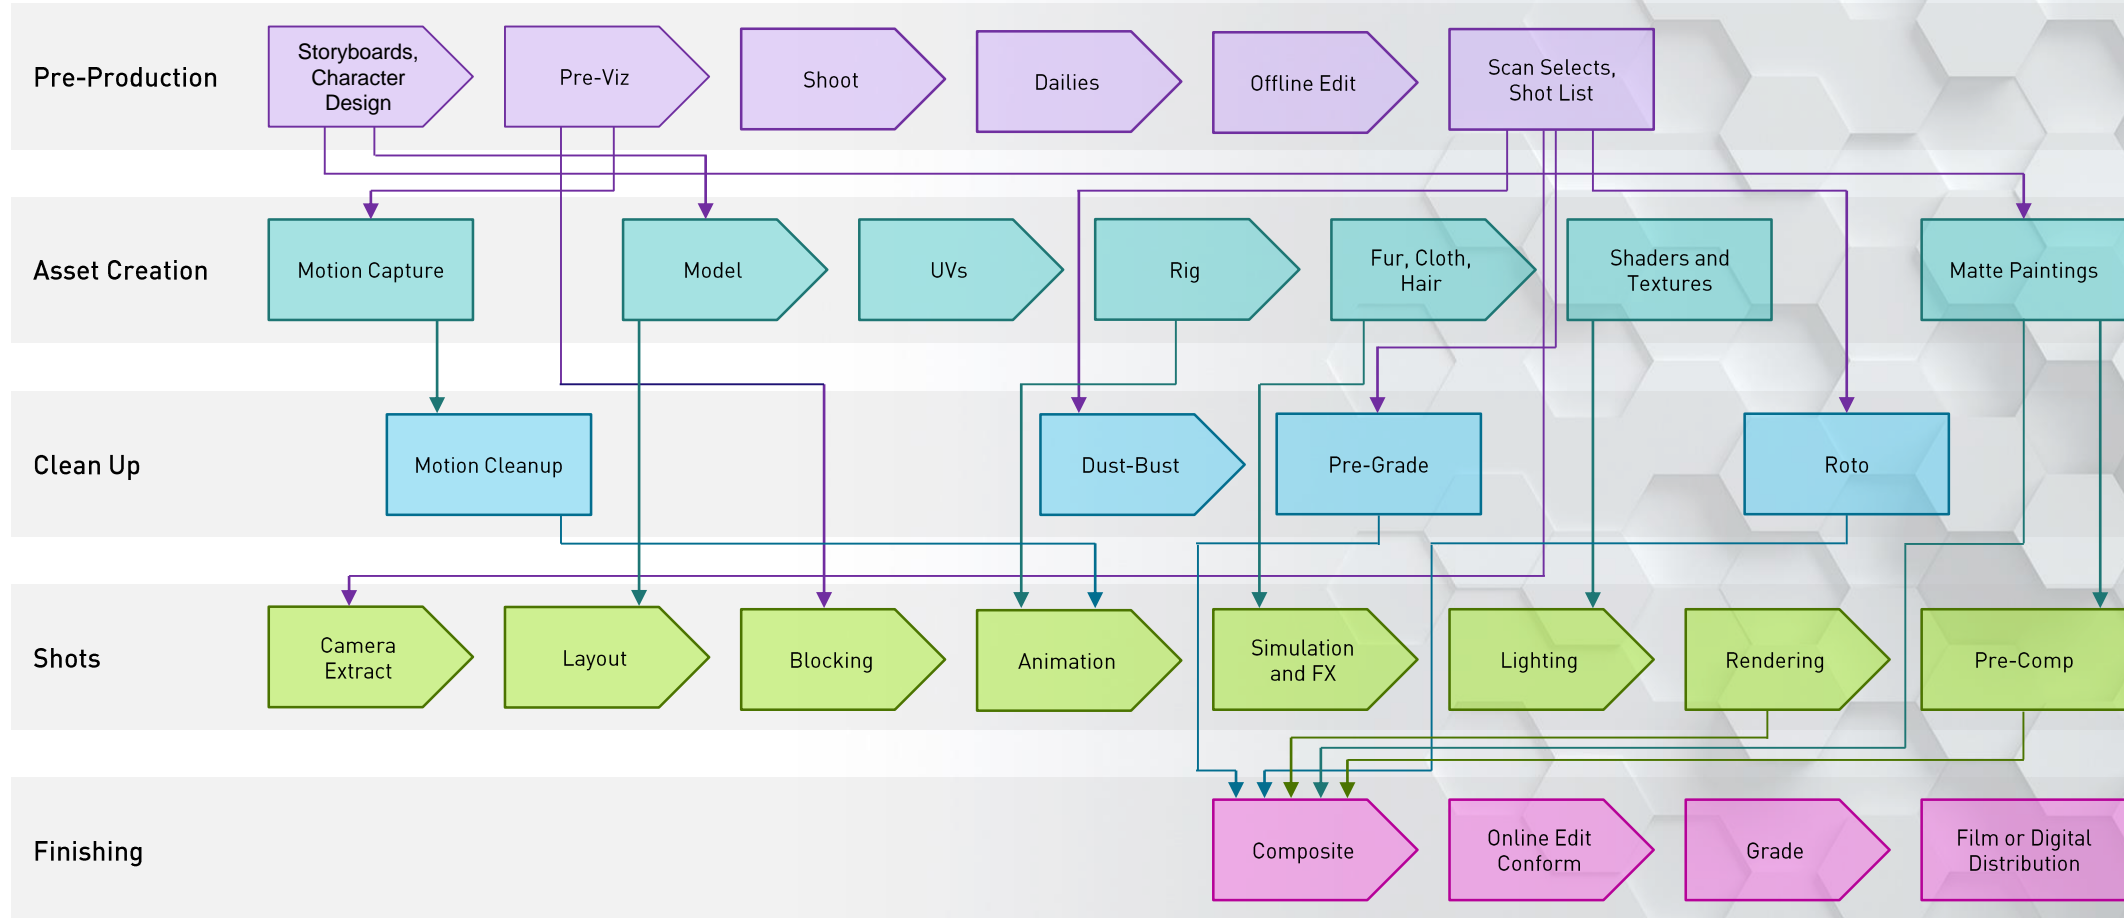 Pre-Production
Storyboards,
Character
Design
Pre-Viz
Shoot
Dailies
Offline Edit
Scan Selects,
Shot List
Asset Creation
Motion Capture
Model
UVs
Rig
Fur, Cloth,
Hair
Shaders and
Textures
Matte Paintings
Clean Up
Motion Cleanup
Dust-Bust
Pre-Grade
Roto
Shots
Camera
Extract
Layout
Blocking
Animation
Simulation
and FX
Lighting
Rendering
Pre-Comp
Finishing
Composite
Online Edit
Conform
Grade
Film or Digital
Distribution